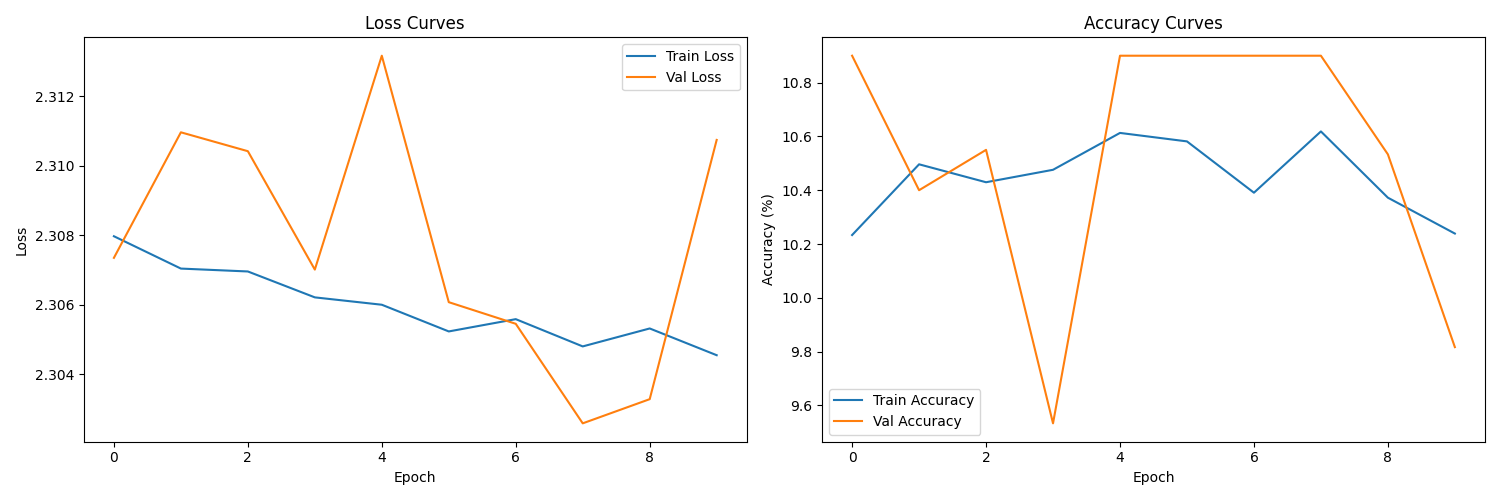 Loss Curves
Train Loss
Val Loss
2.312
2.310
2.308
2.306
2.304
Loss
0 2 4 6 8
Epoch
Accuracy Curves
10.8
10.6
10.4
10.2
10.0
9.8
9.6
Accuracy (%)
Train Accuracy
Val Accuracy
0 2 4 6 8
Epoch